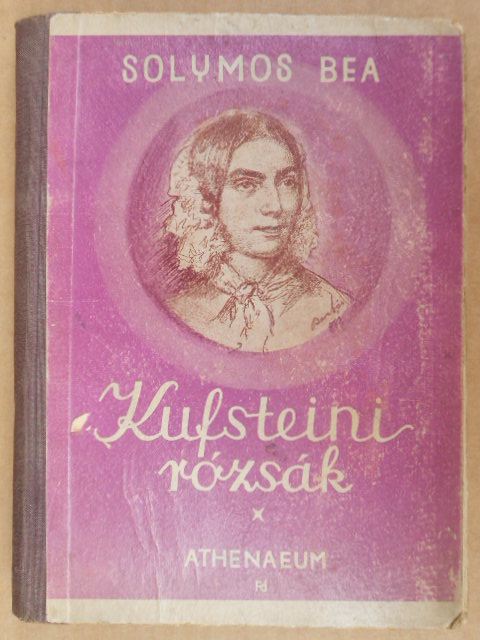 SOLYMOS BEA
Kufsteini
rózsák
ATHENAEUM